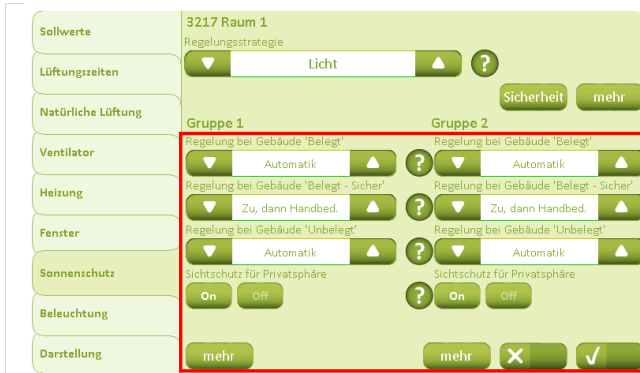 3217 Raum 1
Regelungsstrategie
Licht
?
Sicherheit mehr
Sollwerte
Lüftungszeiten
Natürliche Lüftung
Ventilator
Heizung
Fenster
Sonnenschutz
Beleuchtung
Darstellung
Gruppe 1
Regelung bei Gebäude 'Belegt'
Automatik
?
Regelung bei Gebäude 'Belegt - Sicher'
Zu, dann Handbed.
?
Regelung bei Gebäude 'Unbelegt'
Automatik
?
Sichtschutz für Privatsphäre
On Off
?
mehr
Gruppe 2
Regelung bei Gebäude 'Belegt'
Automatik
Regelung bei Gebäude 'Belegt - Sicher'
Zu, dann Handbed.
Regelung bei Gebäude 'Unbelegt'
Automatik
Sichtschutz für Privatsphäre
On Off
mehr